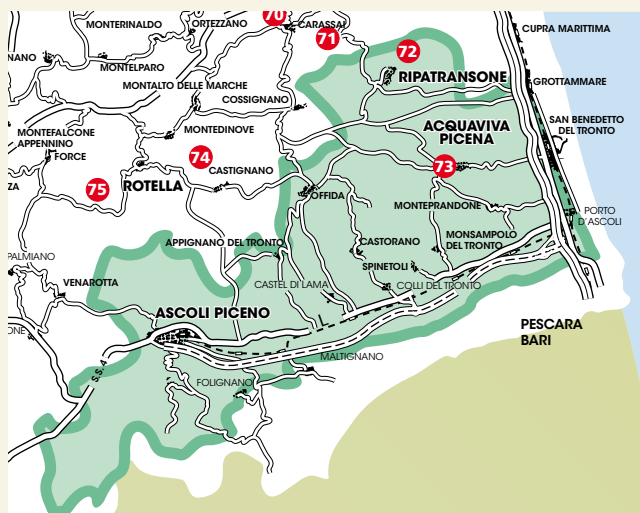 70
CARASSAI
ORTEZZANO
MONTERINALDO
CUPRA MARITTIMA
71
72
NANO
MONTELPARO
RIPATRANSONE
GROTTAMMARE
MONTALTO DELLE MARCHE
COSSIGNANO
SAN BENEDETTO
DEL TRONTO
MONTEFALCONE
APPENNINO
MONTEDINOVE
ACQUAVIVA
PICENA
FORCE
74
73
CASTIGNANO
ZA
75
ROTELLA
OFFIDA
MONTEPRANDONE
PORTO
D'ASCOLI
APPIGNANO DEL TRONTO
CASTORANO
MONSAMPOLO
DEL TRONTO
PALMIANO
SPINETOLI
VENAROTTA
CASTEL DI LAMA
COLLI DEL TRONTO
ASCOLI PICENO
ONE
PESCARA
BARI
MALTIGNANO
S.S. 4
FOLIGNANO